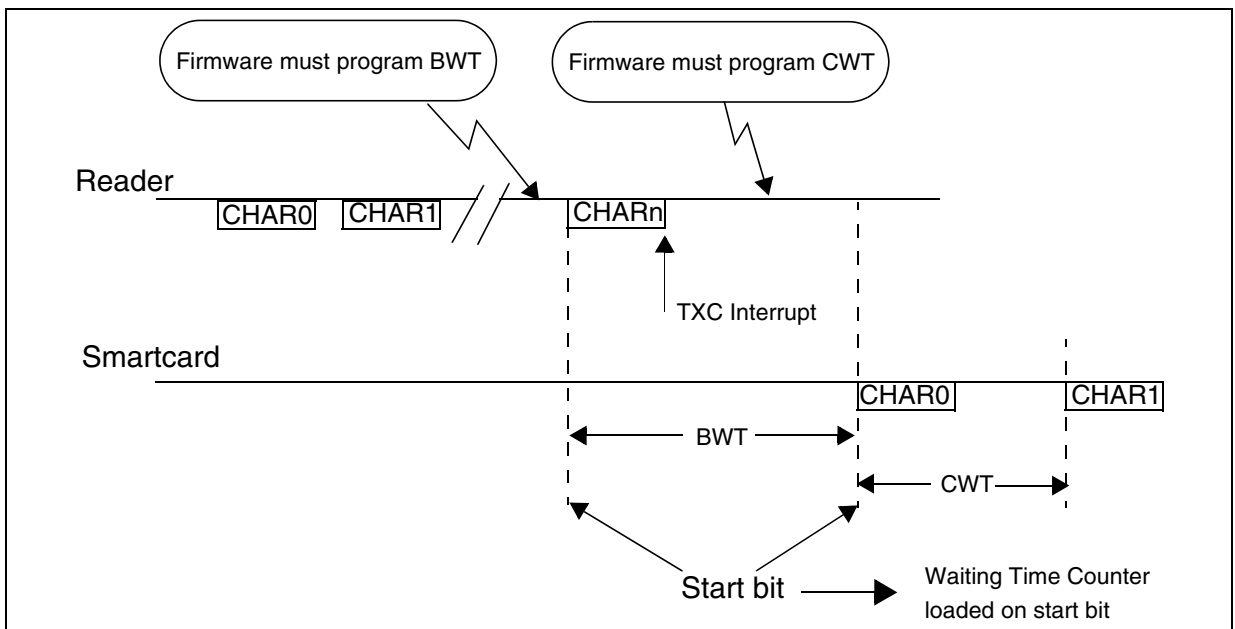 Firmware must program BWT
Firmware must program CWT
Reader
CHAR0
CHAR1
CHARn
TXC Interrupt
Smartcard
CHAR0
CHAR1
BWT
CWT
Start bit
Waiting Time Counter
loaded on start bit